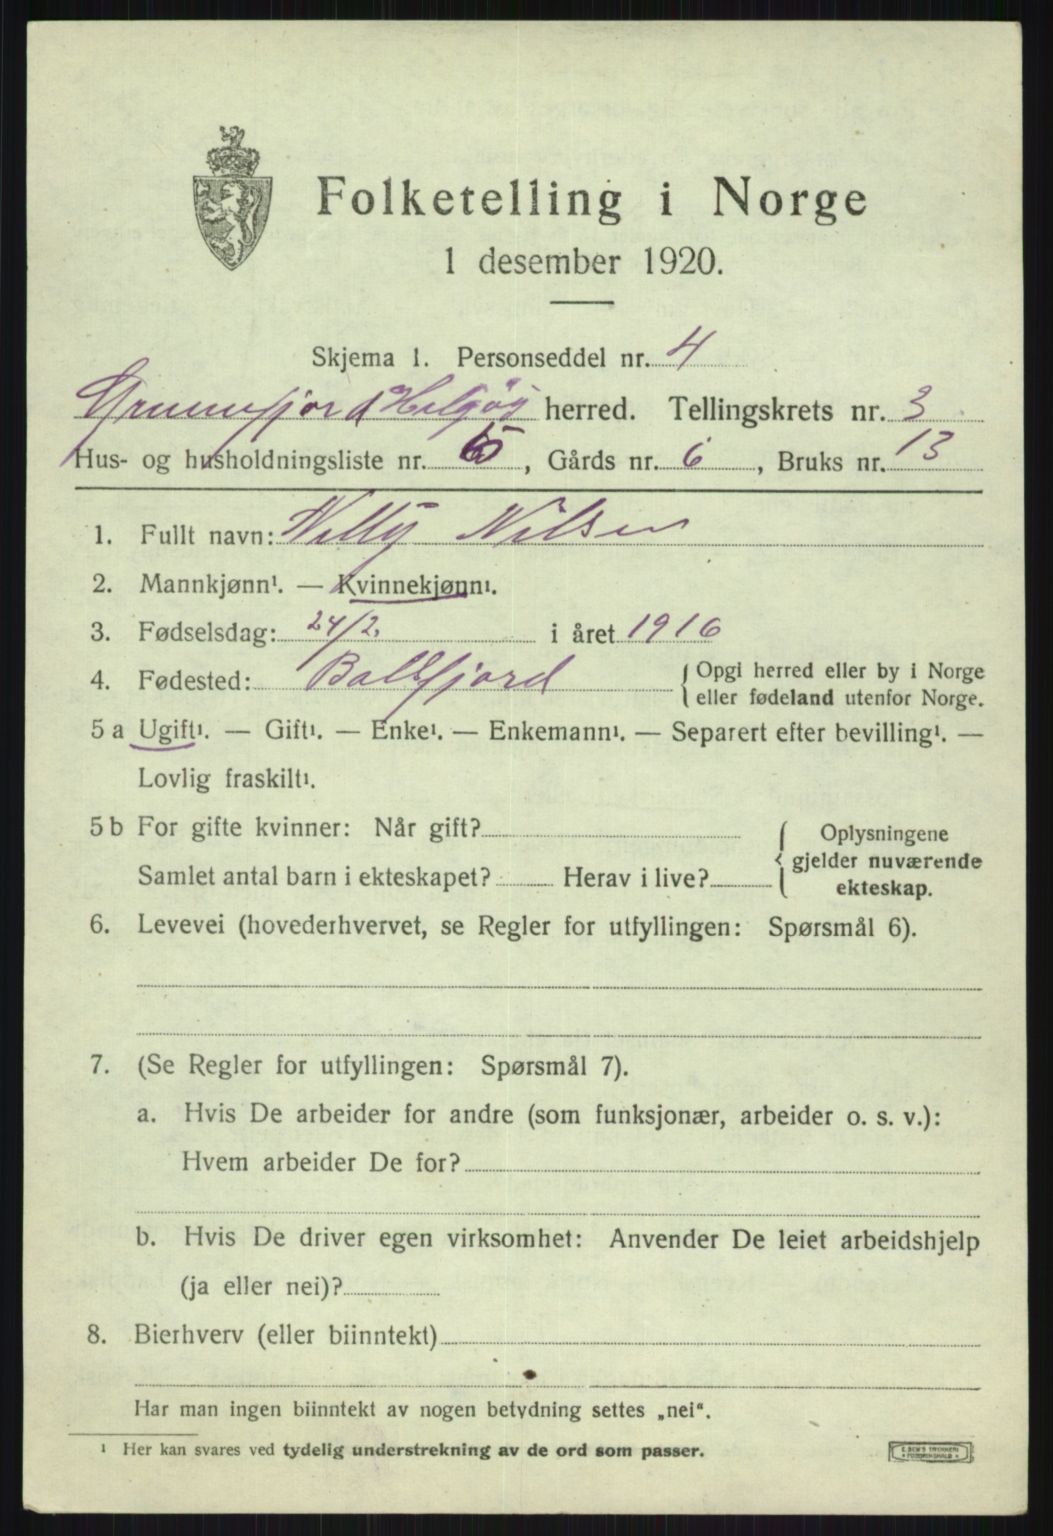 Folketelling i Norge
1 desember 1920.
Skjema 1. Personseddel nr. 4
Helgøy herred. Tellingskrets nr. 3
Hus- og husholdningsliste nr. , Gårds nr. 6, Bruks nr. 13
1. Fullt navn: Willy Nilsen
2. Mannkjønn¹. — Kvinnekjønn¹.
3. Fødselsdag: 24/2. i året 1916
4. Fødested: Balsfjord { Opgi herred eller by i Norge
eller fødeland utenfor Norge.
5 a Ugift¹. — Gift¹. — Enke¹. — Enkemann¹. — Separert efter bevilling¹. —
Lovlig fraskilt¹.
5 b For gifte kvinner: Når gift?
Samlet antal barn i ekteskapet? Herav i live?
{ Oplysningene
gjelder nuværende
ekteskap.
6. Levevei (hovederhvervet, se Regler for utfyllingen: Spørsmål 6).
7. (Se Regler for utfyllingen: Spørsmål 7).
a. Hvis De arbeider for andre (som funksjonær, arbeider o. s. v.):
Hvem arbeider De for?
b. Hvis De driver egen virksomhet: Anvender De leiet arbeidshjelp
(ja eller nei)?
8. Bierhverv (eller biinntekt)
Har man ingen biinntekt av nogen betydning settes „nei“.
¹ Her kan svares ved tydelig understrekning av de ord som passer.